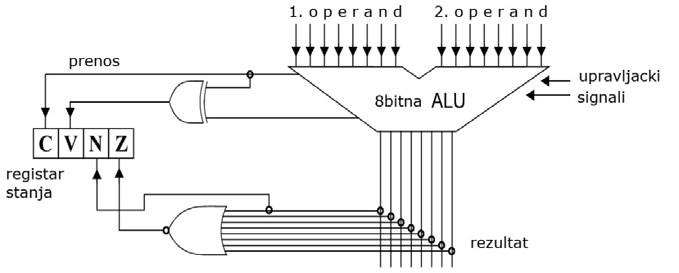 1. o p e r a n d
2. o p e r a n d
prenos
upravljacki
signali
8bitna ALU
C V N Z
registar
stanja
rezultat